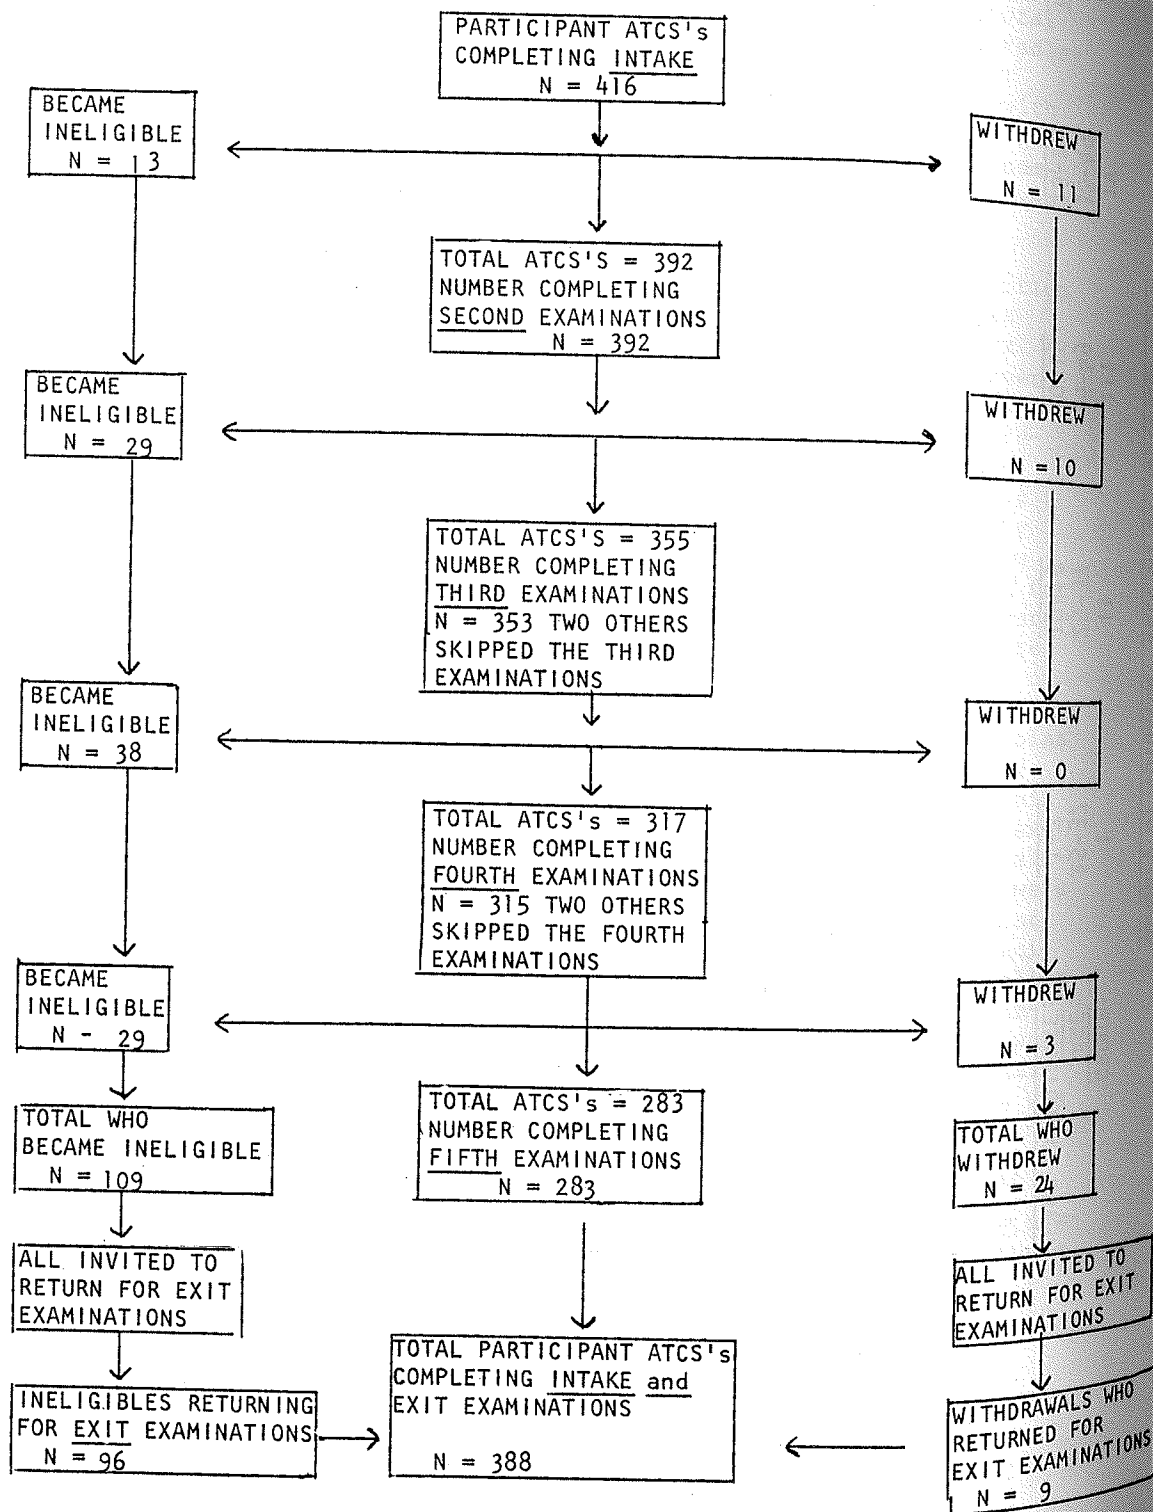 PARTICIPANT ATCS's
COMPLETING INTAKE
N = 416
BECAME
INELIGIBLE
N = 13
WITHDREW
N = 11
TOTAL ATCS'S = 392
NUMBER COMPLETING
SECOND EXAMINATIONS
N = 392
BECAME
INELIGIBLE
N = 29
WITHDREW
N = 10
TOTAL ATCS'S = 355
NUMBER COMPLETING
THIRD EXAMINATIONS
N = 353 TWO OTHERS
SKIPPED THE THIRD
EXAMINATIONS
BECAME
INELIGIBLE
N = 38
WITHDREW
N = 0
TOTAL ATCS's = 317
NUMBER COMPLETING
FOURTH EXAMINATIONS
N = 315 TWO OTHERS
SKIPPED THE FOURTH
EXAMINATIONS
BECAME
INELIGIBLE
N - 29
WITHDREW
N = 3
TOTAL ATCS's = 283
NUMBER COMPLETING
FIFTH EXAMINATIONS
N = 283
TOTAL WHO
BECAME INELIGIBLE
N = 109
TOTAL WHO
WITHDREW
N = 24
ALL INVITED TO
RETURN FOR EXIT
EXAMINATIONS
ALL INVITED TO
RETURN FOR EXIT
EXAMINATIONS
INELIGIBLES RETURNING
FOR EXIT EXAMINATIONS
N = 96
TOTAL PARTICIPANT ATCS's
COMPLETING INTAKE and
EXIT EXAMINATIONS
N = 388
WITHDRAWALS WHO
RETURNED FOR
EXIT EXAMINATIONS
N = 9